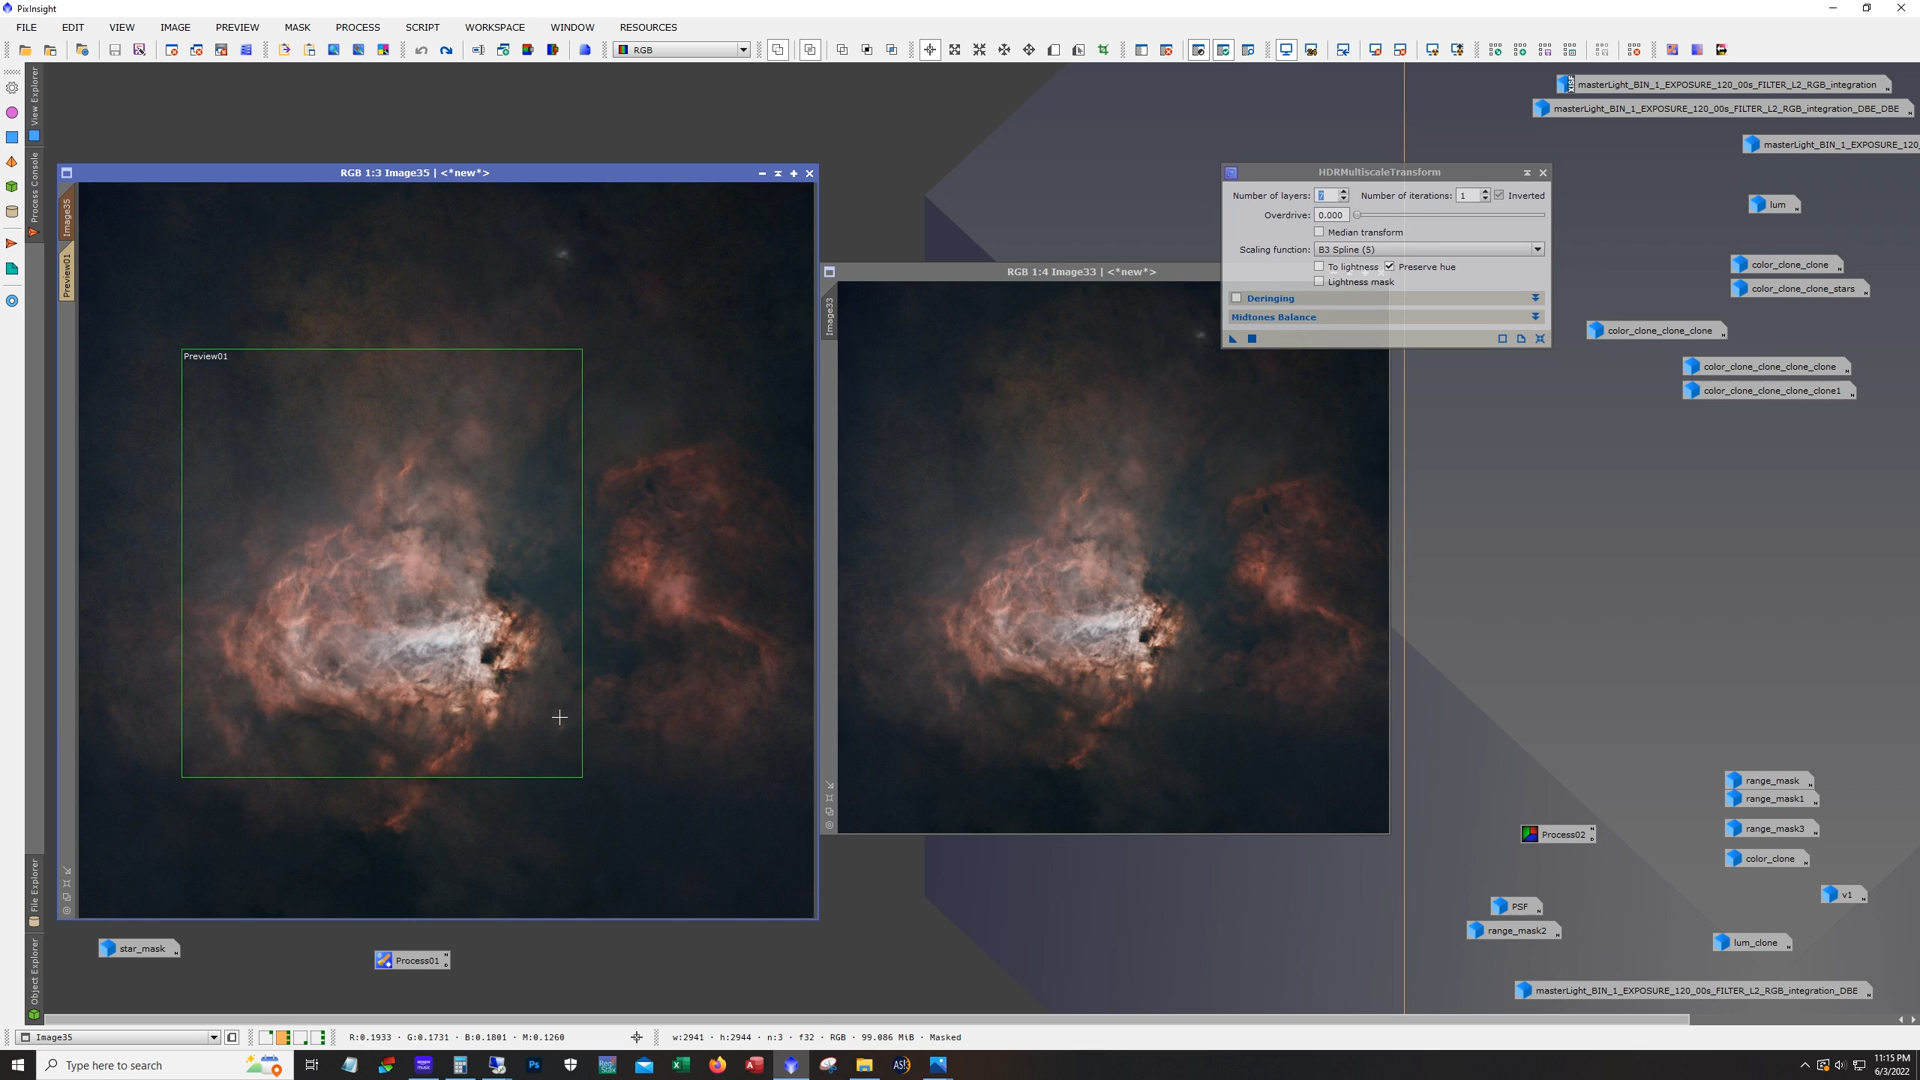 PixInsight
FILE EDIT VIEW IMAGE PREVIEW MASK PROCESS SCRIPT WORKSPACE WINDOW RESOURCES
RGB
View Explorer
Process Console
File Explorer
Object Explorer
RGB 1:3 Image35 | <*new*>
Image35
Preview01
Preview01
RGB 1:4 Image33 | <*new*>
Image33
HDRMultiscaleTransform
Number of layers: 7 Number of iterations: 1 Inverted
Overdrive: 0.000
Median transform
Scaling function: B3 Spline (5)
To lightness Preserve hue
Lightness mask
Deringing
Midtones Balance
masterLight_BIN_1_EXPOSURE_120_00s_FILTER_L2_RGB_integration
masterLight_BIN_1_EXPOSURE_120_00s_FILTER_L2_RGB_integration_DBE_DBE
masterLight_BIN_1_EXPOSURE_120_
lum
color_clone_clone
color_clone_clone_stars
color_clone_clone_clone
color_clone_clone_clone_clone
color_clone_clone_clone_clone1
range_mask
range_mask1
range_mask3
Process02
color_clone
v1
PSF
range_mask2
lum_clone
masterLight_BIN_1_EXPOSURE_120_00s_FILTER_L2_RGB_integration_DBE
star_mask
Process01
Image35
R:0.1933 · G:0.1731 · B:0.1801 · M:0.1260
w:2941 · h:2944 · n:3 · f32 · RGB · 99.086 MiB · Masked
Type here to search
11:15 PM
6/3/2022